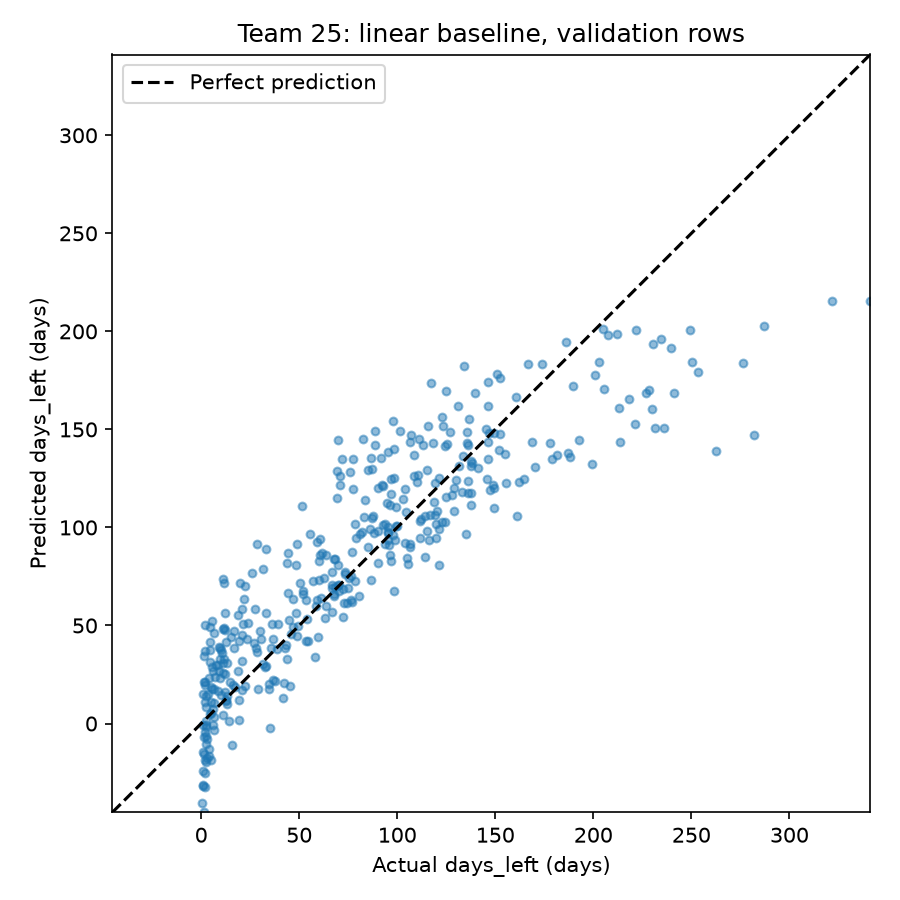 Team 25: linear baseline, validation rows
Perfect prediction
300
250
200
150
100
50
0
Predicted days_left (days)
0 50 100 150 200 250 300
Actual days_left (days)